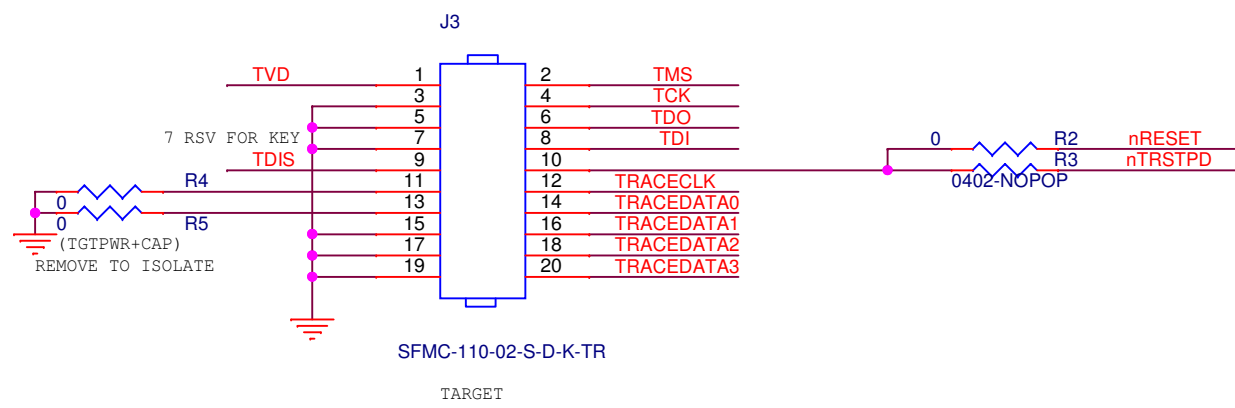 J3
TVD 1 2 TMS
3 4 TCK
5 6 TDO
7 RSV FOR KEY 7 8 TDI 0 R2 nRESET
TDIS 9 10 R3 nTRSTPD
R4 11 12 TRACECLK 0402-NOPOP
0 13 14 TRACEDATA0
0 R5 15 16 TRACEDATA1
(TGTPWR+CAP) 17 18 TRACEDATA2
REMOVE TO ISOLATE 19 20 TRACEDATA3
SFMC-110-02-S-D-K-TR
TARGET